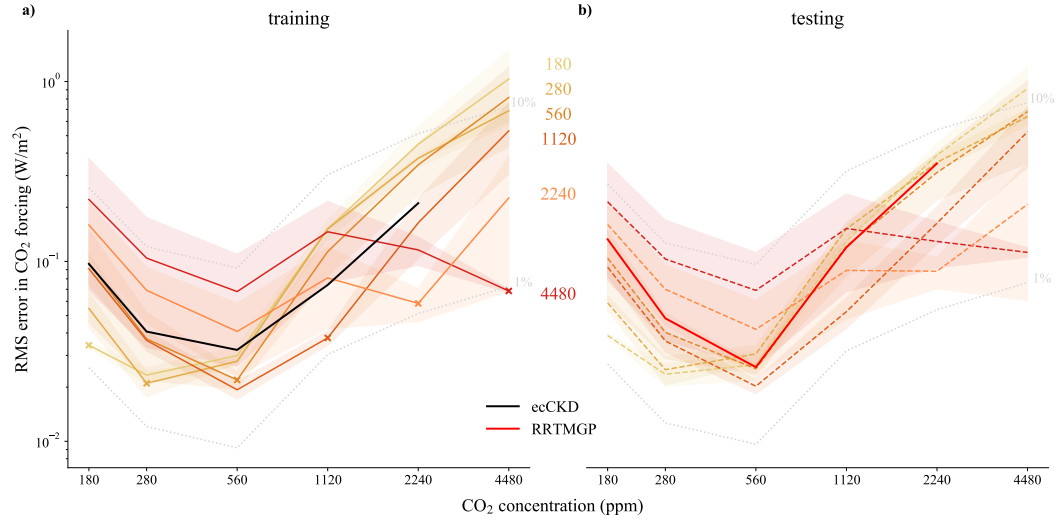 a) training
b) testing
RMS error in CO₂ forcing (W/m²)
10⁰
10⁻¹
10⁻²
10%
1%
180
280
560
1120
2240
4480
10%
1%
ecCKD
RRTMGP
180 280 560 1120 2240 4480
180 280 560 1120 2240 4480
CO₂ concentration (ppm)